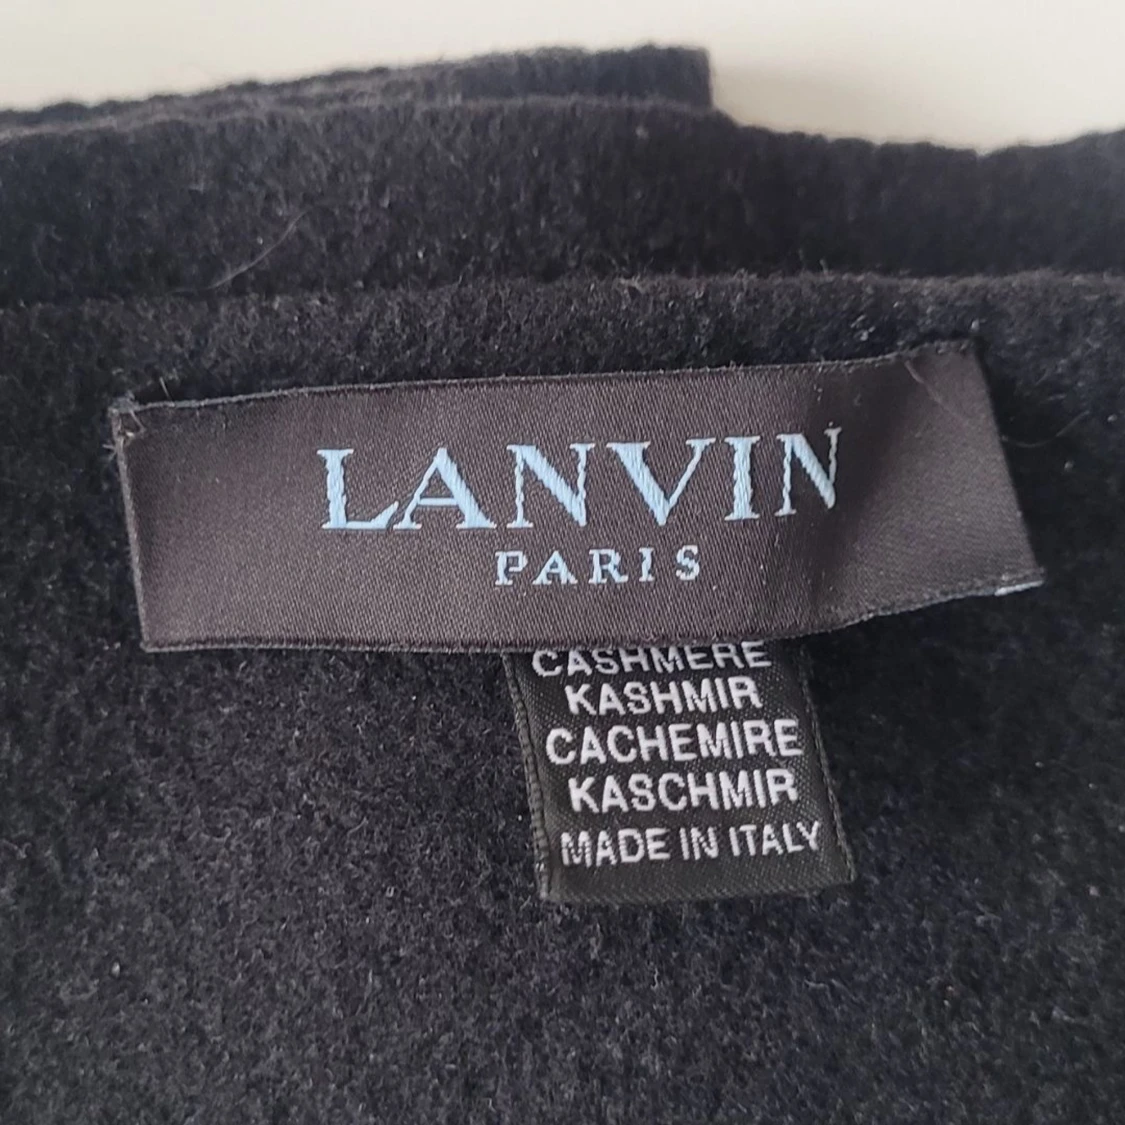 LANVIN
PARIS
CASHMERE
KASHMIR
CACHEMIRE
KASCHMIR
MADE IN ITALY